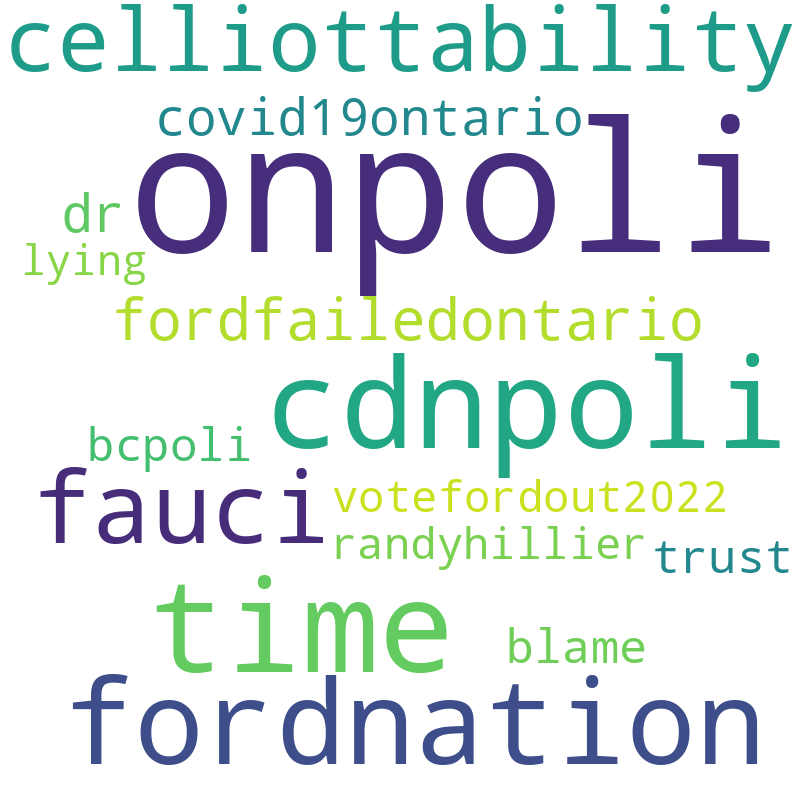 celliottability
covid19ontario
onpoli
dr
lying
fordfailedontario
cdnpoli
bcpoli
fauci
votefordout2022
randyhillier
trust
time
blame
fordnation